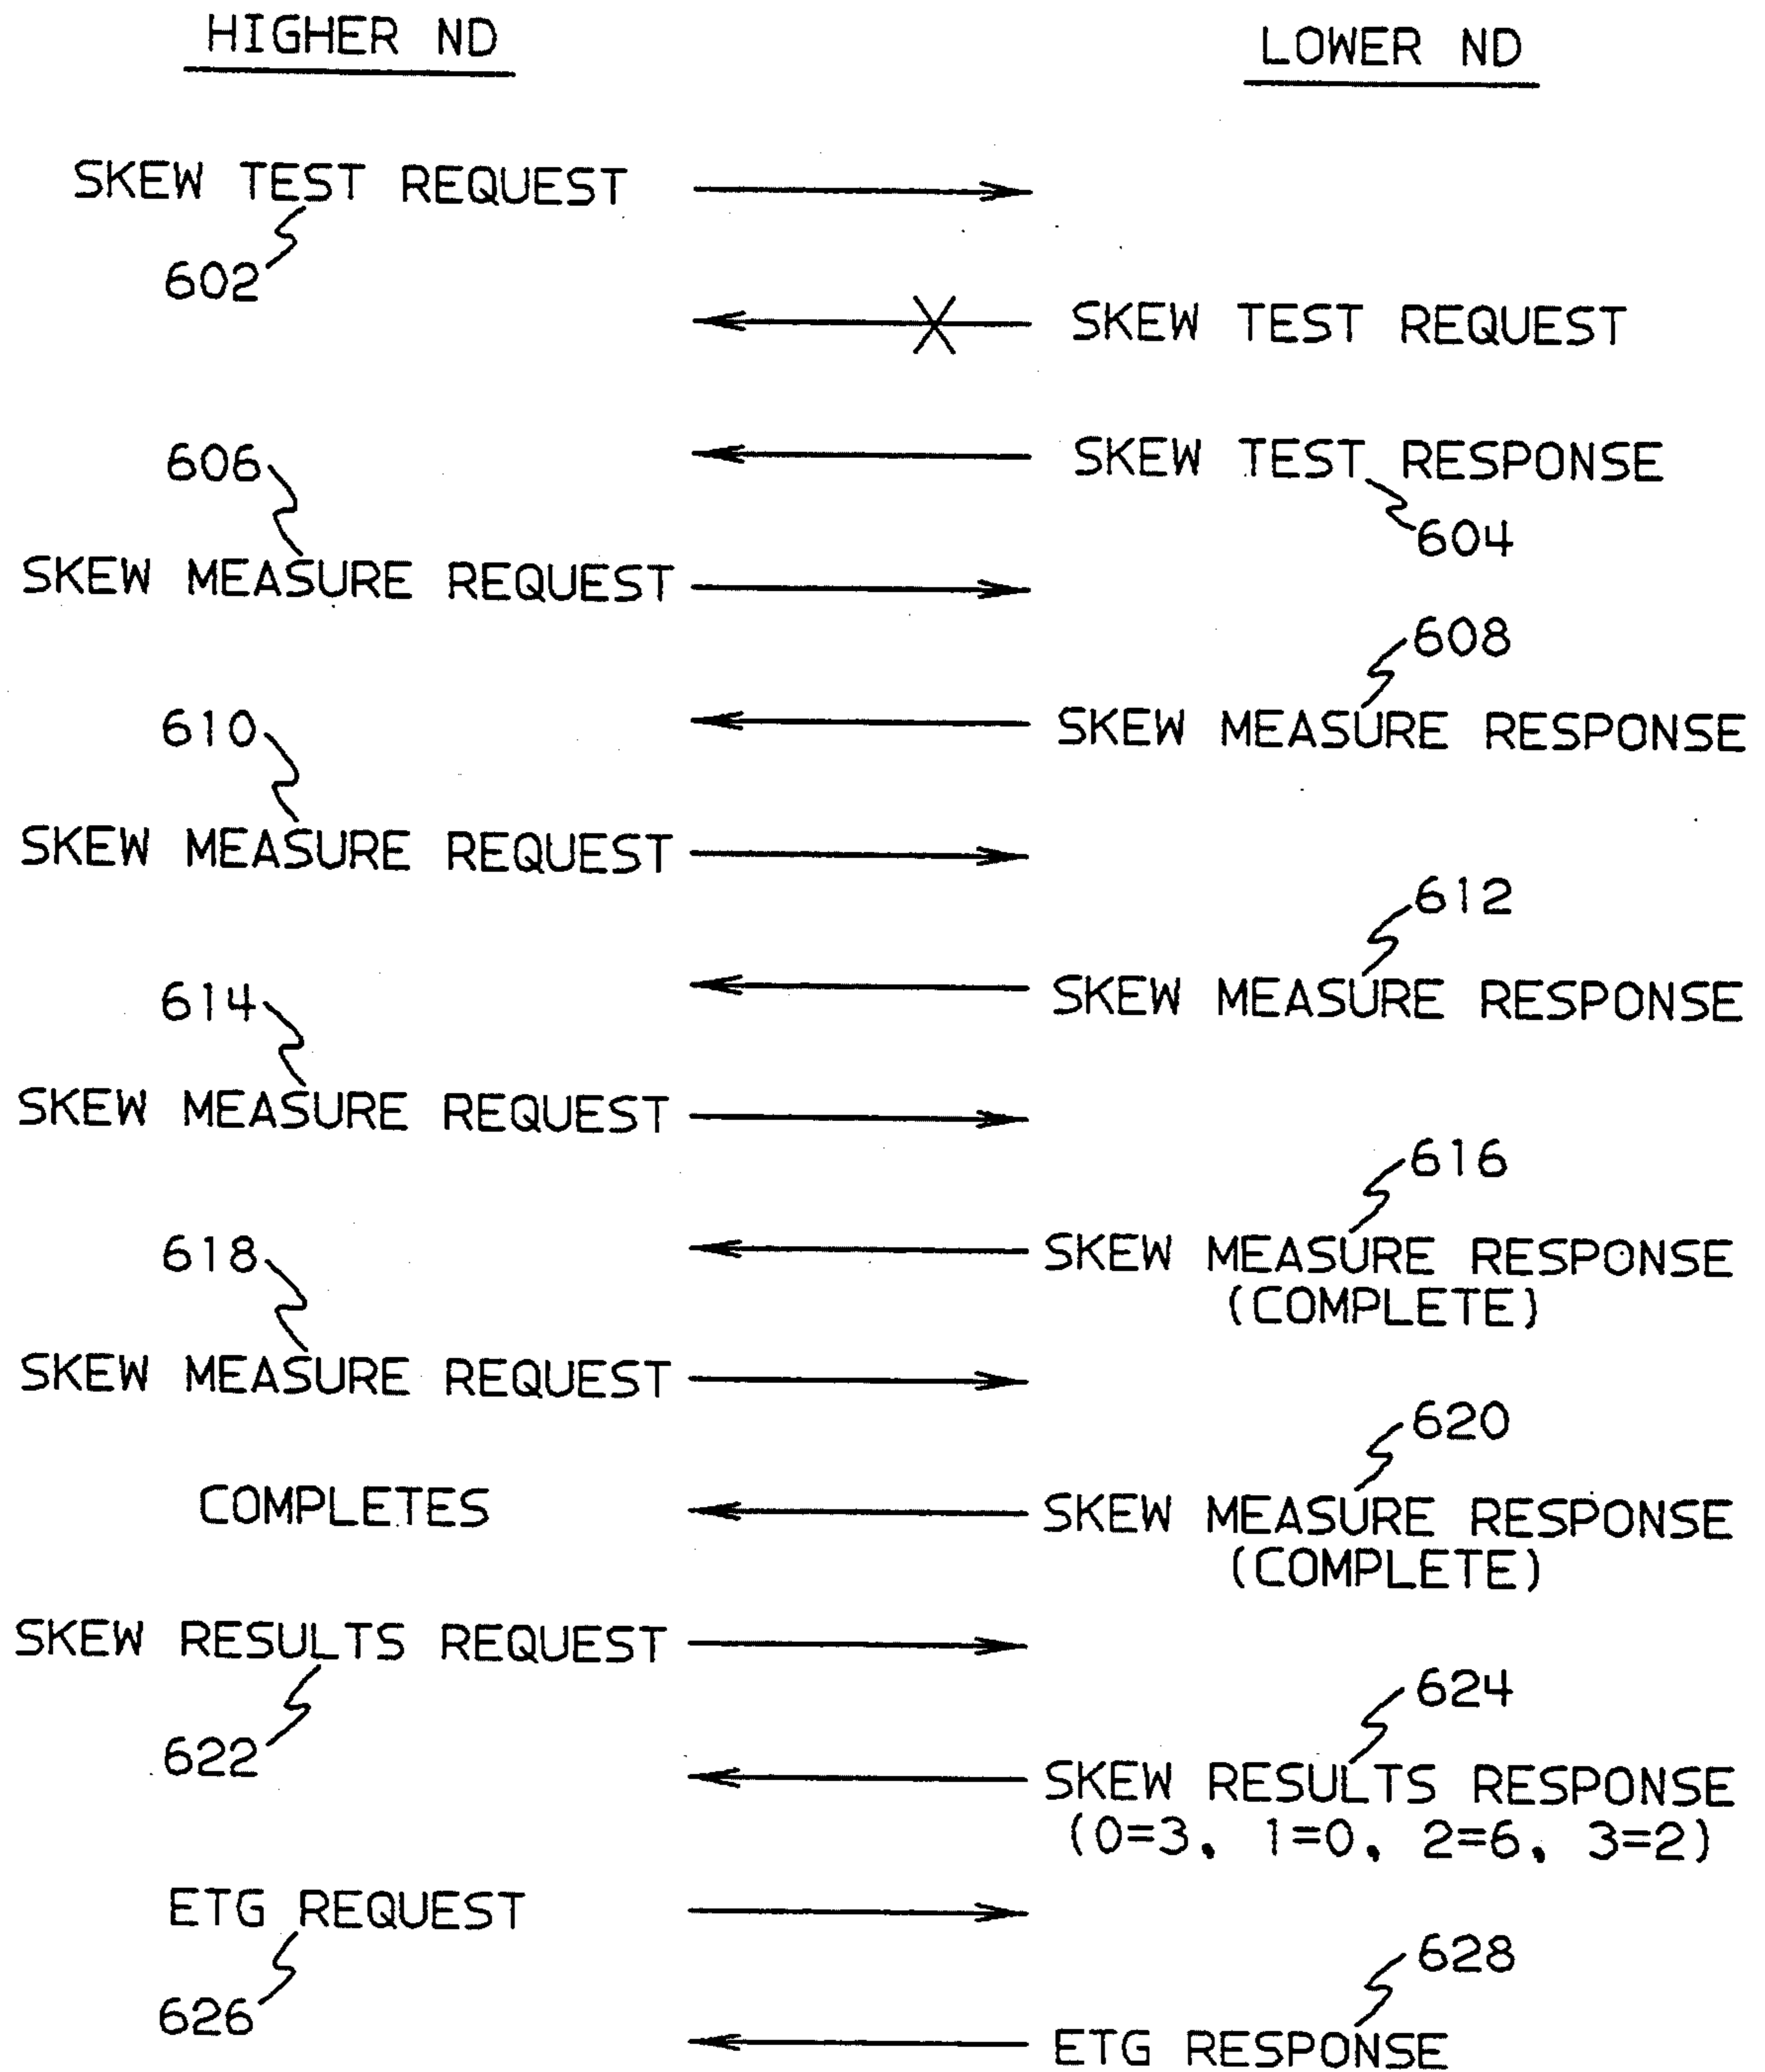 HIGHER ND
LOWER ND
SKEW TEST REQUEST
602
SKEW TEST REQUEST
SKEW TEST RESPONSE
604
606
SKEW MEASURE REQUEST
608
SKEW MEASURE RESPONSE
610
SKEW MEASURE REQUEST
612
SKEW MEASURE RESPONSE
614
SKEW MEASURE REQUEST
616
SKEW MEASURE RESPONSE
(COMPLETE)
618
SKEW MEASURE REQUEST
620
COMPLETES
SKEW MEASURE RESPONSE
(COMPLETE)
SKEW RESULTS REQUEST
622
624
SKEW RESULTS RESPONSE
(0=3, 1=0, 2=6, 3=2)
ETG REQUEST
626
628
ETG RESPONSE